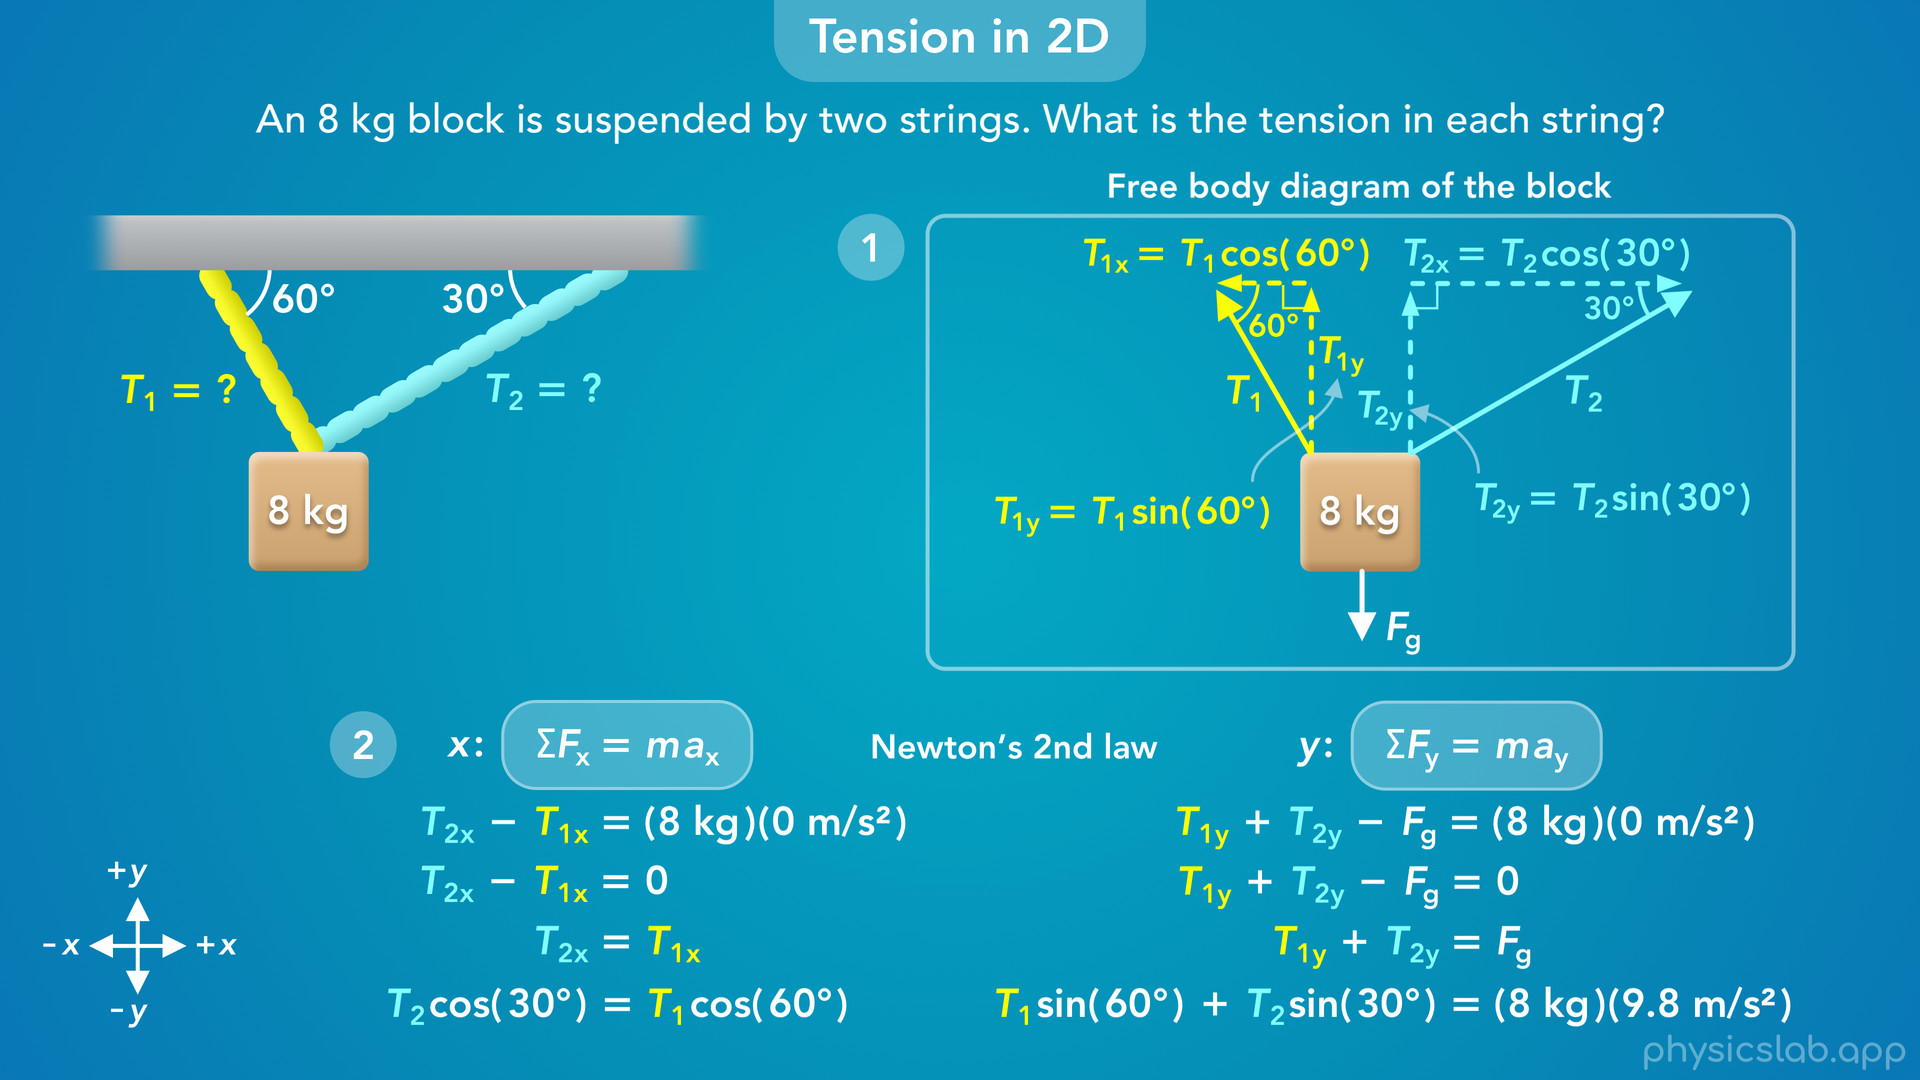 Tension in 2D
An 8 kg block is suspended by two strings. What is the tension in each string?
60°
30°
T₁ = ?
T₂ = ?
8 kg
Free body diagram of the block
1
T₁ₓ = T₁cos(60°)
T₂ₓ = T₂cos(30°)
60°
30°
T₁y
T₁
T₂y
T₂
T₁y = T₁sin(60°)
8 kg
T₂y = T₂sin(30°)
Fg
2
x: ΣFₓ = maₓ
Newton’s 2nd law
y: ΣFy = may
T₂ₓ − T₁ₓ = (8 kg)(0 m/s²)
T₂ₓ − T₁ₓ = 0
T₂ₓ = T₁ₓ
T₂cos(30°) = T₁cos(60°)
T₁y + T₂y − Fg = (8 kg)(0 m/s²)
T₁y + T₂y − Fg = 0
T₁y + T₂y = Fg
T₁sin(60°) + T₂sin(30°) = (8 kg)(9.8 m/s²)
+y
−x
+x
−y
physicslab.app